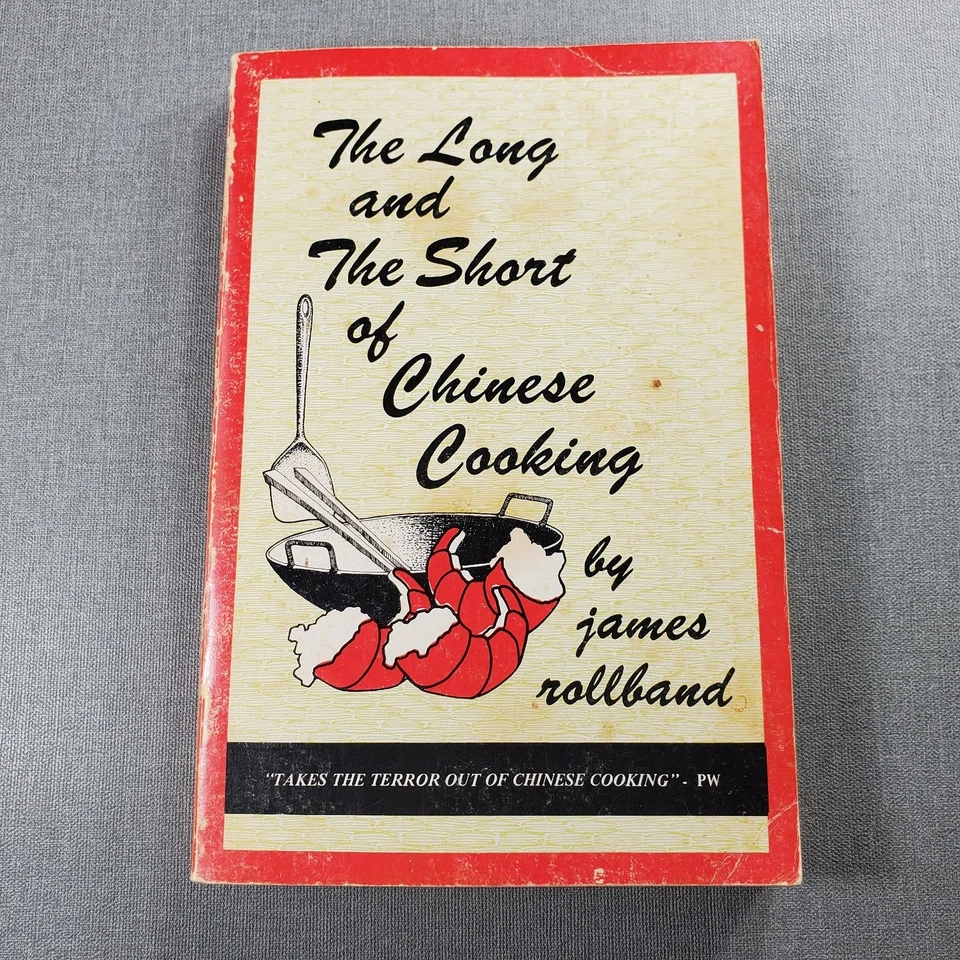 The Long
and
The Short
of
Chinese
Cooking
by
james
rollband
"TAKES THE TERROR OUT OF CHINESE COOKING" - PW